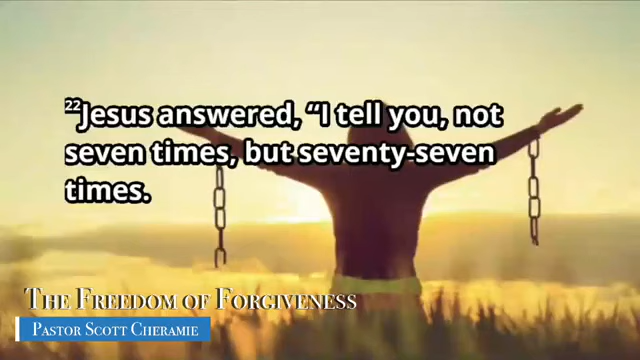 22Jesus answered, “I tell you, not
seven times, but seventy-seven
times.
The Freedom of Forgiveness
Pastor Scott Cheramie